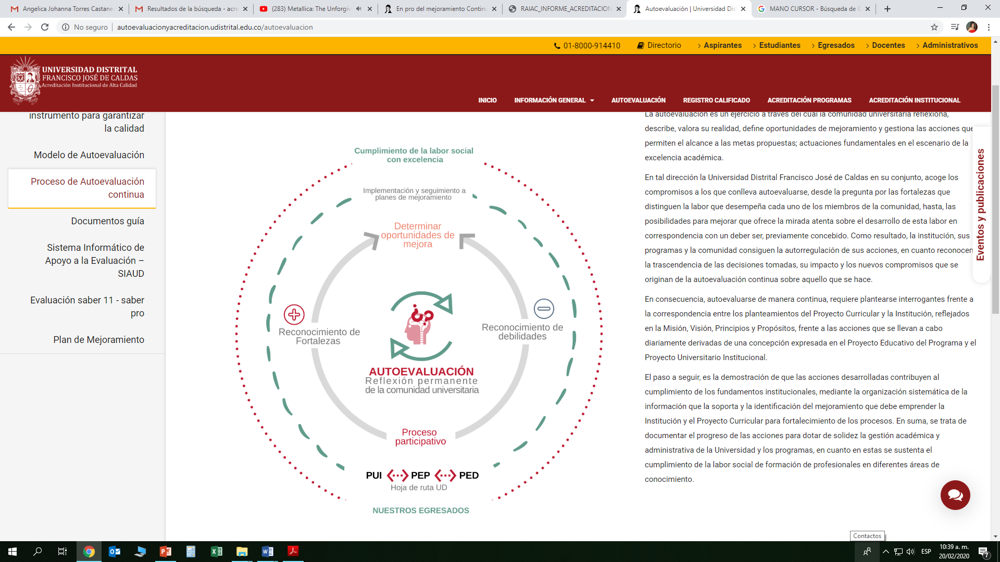 Angelica Johanna Torres Castane
Resultados de la búsqueda - acre
(283) Metallica: The Unforgiv
En pro del mejoramiento Continu
RAIAC_INFORME_ACREDITACION
Autoevaluación | Universidad Dis
MANO CURSOR - Búsqueda de G
No seguro
autoevaluacionyacreditacion.udistrital.edu.co/autoevaluacion
01-8000-914410
Directorio
Aspirantes
Estudiantes
Egresados
Docentes
Administrativos
UNIVERSIDAD DISTRITAL
FRANCISCO JOSÉ DE CALDAS
Acreditación Institucional de Alta Calidad
INICIO
INFORMACIÓN GENERAL
AUTOEVALUACIÓN
REGISTRO CALIFICADO
ACREDITACIÓN PROGRAMAS
ACREDITACIÓN INSTITUCIONAL
instrumento para garantizar
la calidad
Modelo de Autoevaluación
Proceso de Autoevaluación
continua
Documentos guía
Sistema Informático de
Apoyo a la Evaluación –
SIAUD
Evaluación saber 11 - saber
pro
Plan de Mejoramiento
Cumplimiento de la labor social
con excelencia
Implementación y seguimiento a
planes de mejoramiento
Determinar
oportunidades de
mejora
Reconocimiento de
Fortalezas
Reconocimiento de
debilidades
AUTOEVALUACIÓN
Reflexión permanente
de la comunidad universitaria
Proceso
participativo
PUI PEP PED
Hoja de ruta UD
NUESTROS EGRESADOS
La autoevaluación es un ejercicio a través del cual la comunidad universitaria reflexiona,
describe, valora su realidad, define oportunidades de mejoramiento y gestiona las acciones que
permiten el alcance a las metas propuestas; actuaciones fundamentales en el escenario de la
excelencia académica.
En tal dirección la Universidad Distrital Francisco José de Caldas en su conjunto, acoge los
compromisos a los que conlleva autoevaluarse, desde la pregunta por las fortalezas que
distinguen la labor que desempeña cada uno de los miembros de la comunidad, hasta, las
posibilidades para mejorar que ofrece la mirada atenta sobre el desarrollo de esta labor en
correspondencia con un deber ser, previamente concebido. Como resultado, la institución, sus
programas y la comunidad consiguen la autorregulación de sus acciones, en cuanto reconocen
la trascendencia de las decisiones tomadas, su impacto y los nuevos compromisos que se
originan de la autoevaluación continua sobre aquello que se hace.
En consecuencia, autoevaluarse de manera continua, requiere plantearse interrogantes frente a
la correspondencia entre los planteamientos del Proyecto Curricular y la Institución, reflejados
en la Misión, Visión, Principios y Propósitos, frente a las acciones que se llevan a cabo
diariamente derivadas de una concepción expresada en el Proyecto Educativo del Programa y el
Proyecto Universitario Institucional.
El paso a seguir, es la demostración de que las acciones desarrolladas contribuyen al
cumplimiento de los fundamentos institucionales, mediante la organización sistemática de la
información que la soporta y la identificación del mejoramiento que debe emprender la
Institución y el Proyecto Curricular para fortalecimiento de los procesos. En suma, se trata de
documentar el progreso de las acciones para dotar de solidez la gestión académica y
administrativa de la Universidad y los programas, en cuanto en estas se sustenta el
cumplimiento de la labor social de formación de profesionales en diferentes áreas de
conocimiento.
Eventos y publicaciones
Contactos
ESP
10:39 a. m.
20/02/2020
7